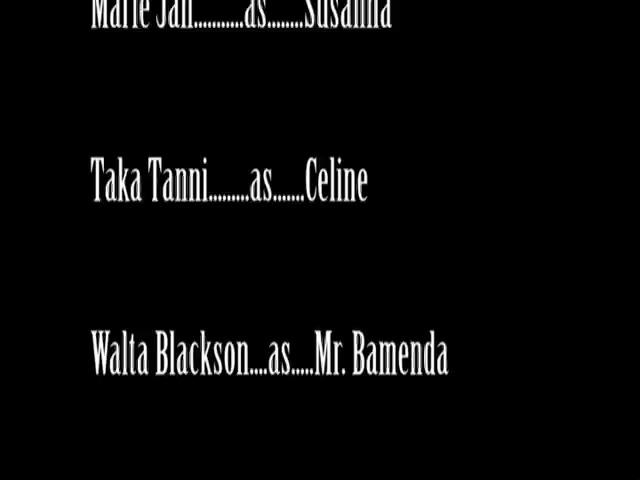 Marie Jan...........as........Susanna
Taka Tanni.........as.......Celine
Walta Blackson....as.....Mr. Bamenda